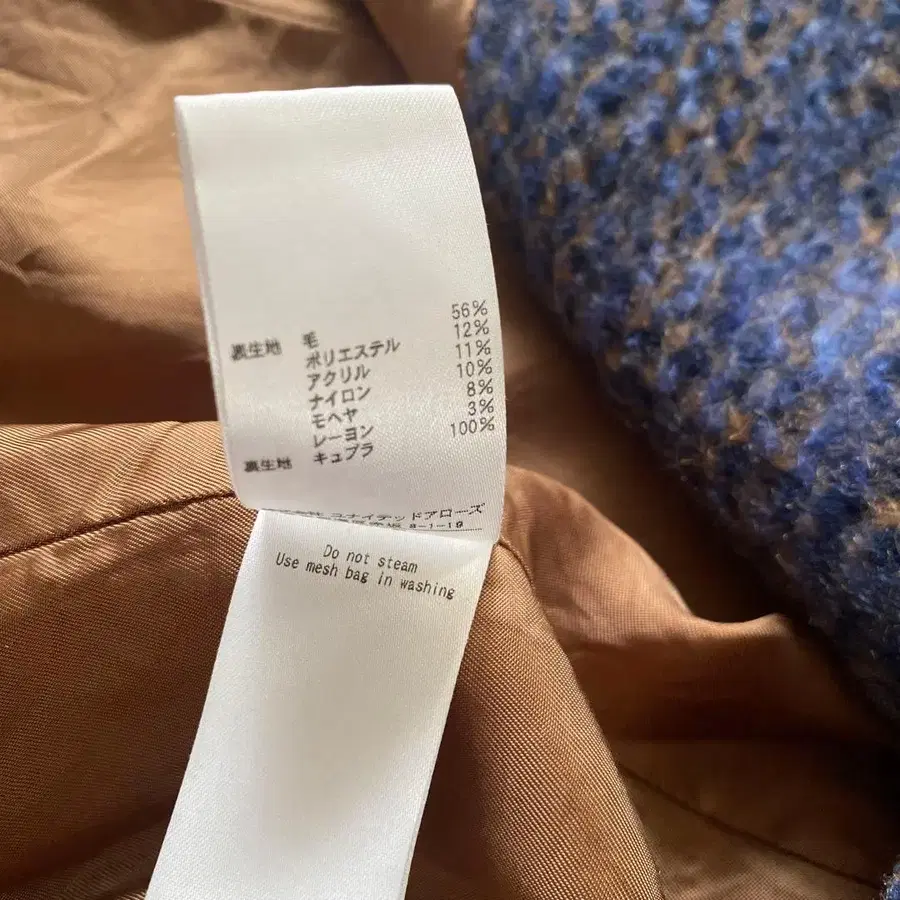 表生地 毛 56%
ポリエステル 12%
アクリル 11%
ナイロン 10%
モヘヤ 8%
レーヨン 3%
裏生地 キュプラ 100%
ユナイテッドアローズ
8-1-19
Do not steam
Use mesh bag in washing